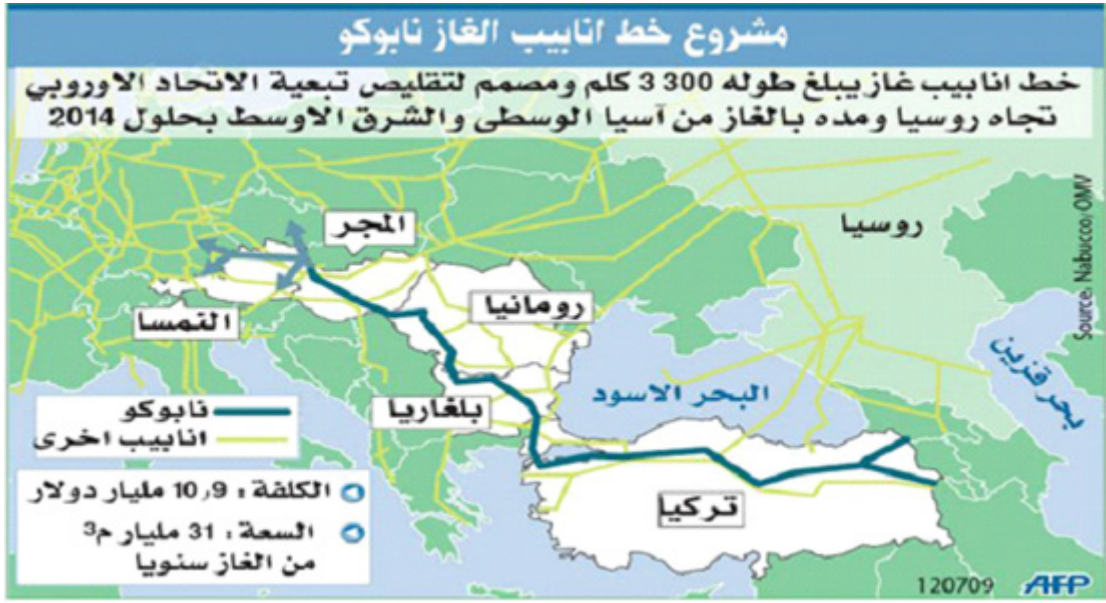 مشروع خط انابيب الغاز نابوكو
خط انابيب غاز يبلغ طوله 300 3 كلم ومصمم لتقليص تبعية الاتحاد الاوروبي
تجاه روسيا ومده بالغاز من آسيا الوسطى والشرق الاوسط بحلول 2014
Source: Nabucco/OMV
روسيا
المجر
رومانيا
النمسا
بحر قزين
البحر الاسود
بلغاريا
نابوكو
انابيب اخرى
تركيا
الكلفة: 10,9 مليار دولار
السعة: 31 مليار م³
من الغاز سنويا
120709 AFP